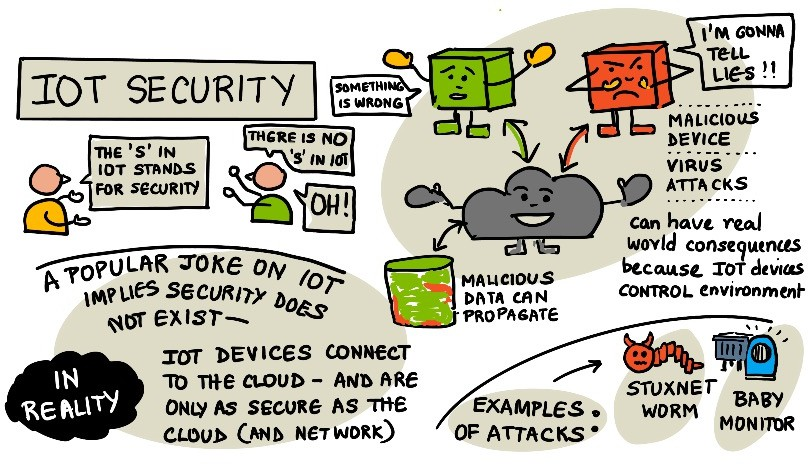 IOT SECURITY
THE 'S' IN
IOT STANDS
FOR SECURITY
THERE IS NO
'S' IN IOT
OH!
SOMETHING
IS WRONG
I'M GONNA
TELL
LIES!!
MALICIOUS
DEVICE
VIRUS
ATTACKS
can have real
world consequences
because IOT devices
CONTROL environment
MALICIOUS
DATA CAN
PROPAGATE
A POPULAR JOKE ON IOT
IMPLIES SECURITY DOES
NOT EXIST—
IN
REALITY
IOT DEVICES CONNECT
TO THE CLOUD – AND ARE
ONLY AS SECURE AS THE
CLOUD (AND NETWORK)
EXAMPLES
OF ATTACKS:
STUXNET
WORM
BABY
MONITOR